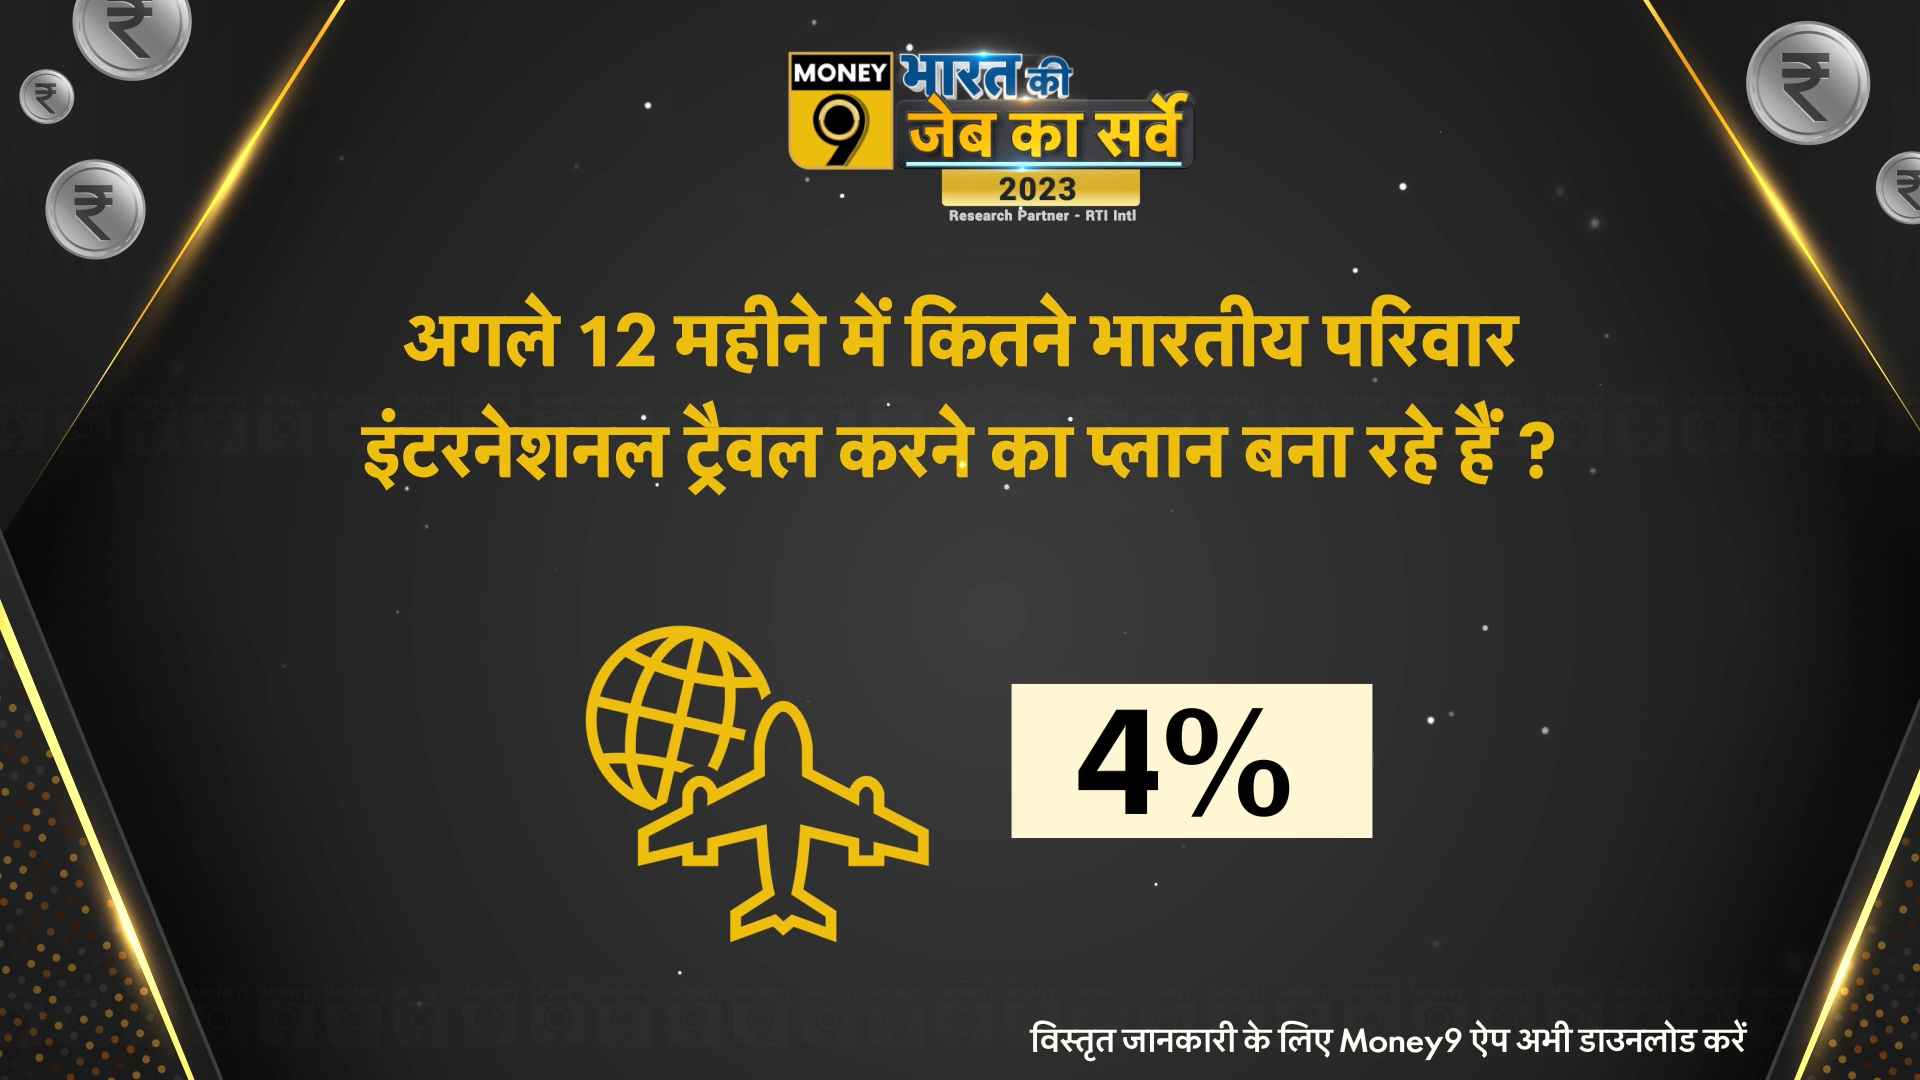 MONEY
9
भारत की
जेब का सर्वे
2023
Research Partner - RTI Intl
अगले 12 महीने में कितने भारतीय परिवार
इंटरनेशनल ट्रैवल करने का प्लान बना रहे हैं ?
4%
विस्तृत जानकारी के लिए Money9 ऐप अभी डाउनलोड करें